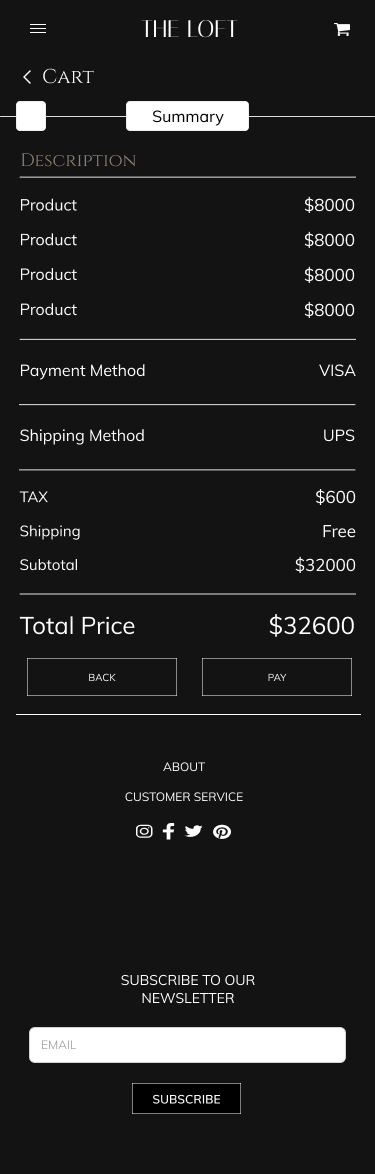 THE LOFT
Cart
Summary
Description
Product $8000
Product $8000
Product $8000
Product $8000
Payment Method VISA
Shipping Method UPS
TAX $600
Shipping Free
Subtotal $32000
Total Price $32600
BACK PAY
ABOUT
CUSTOMER SERVICE
SUBSCRIBE TO OUR
NEWSLETTER
EMAIL
SUBSCRIBE